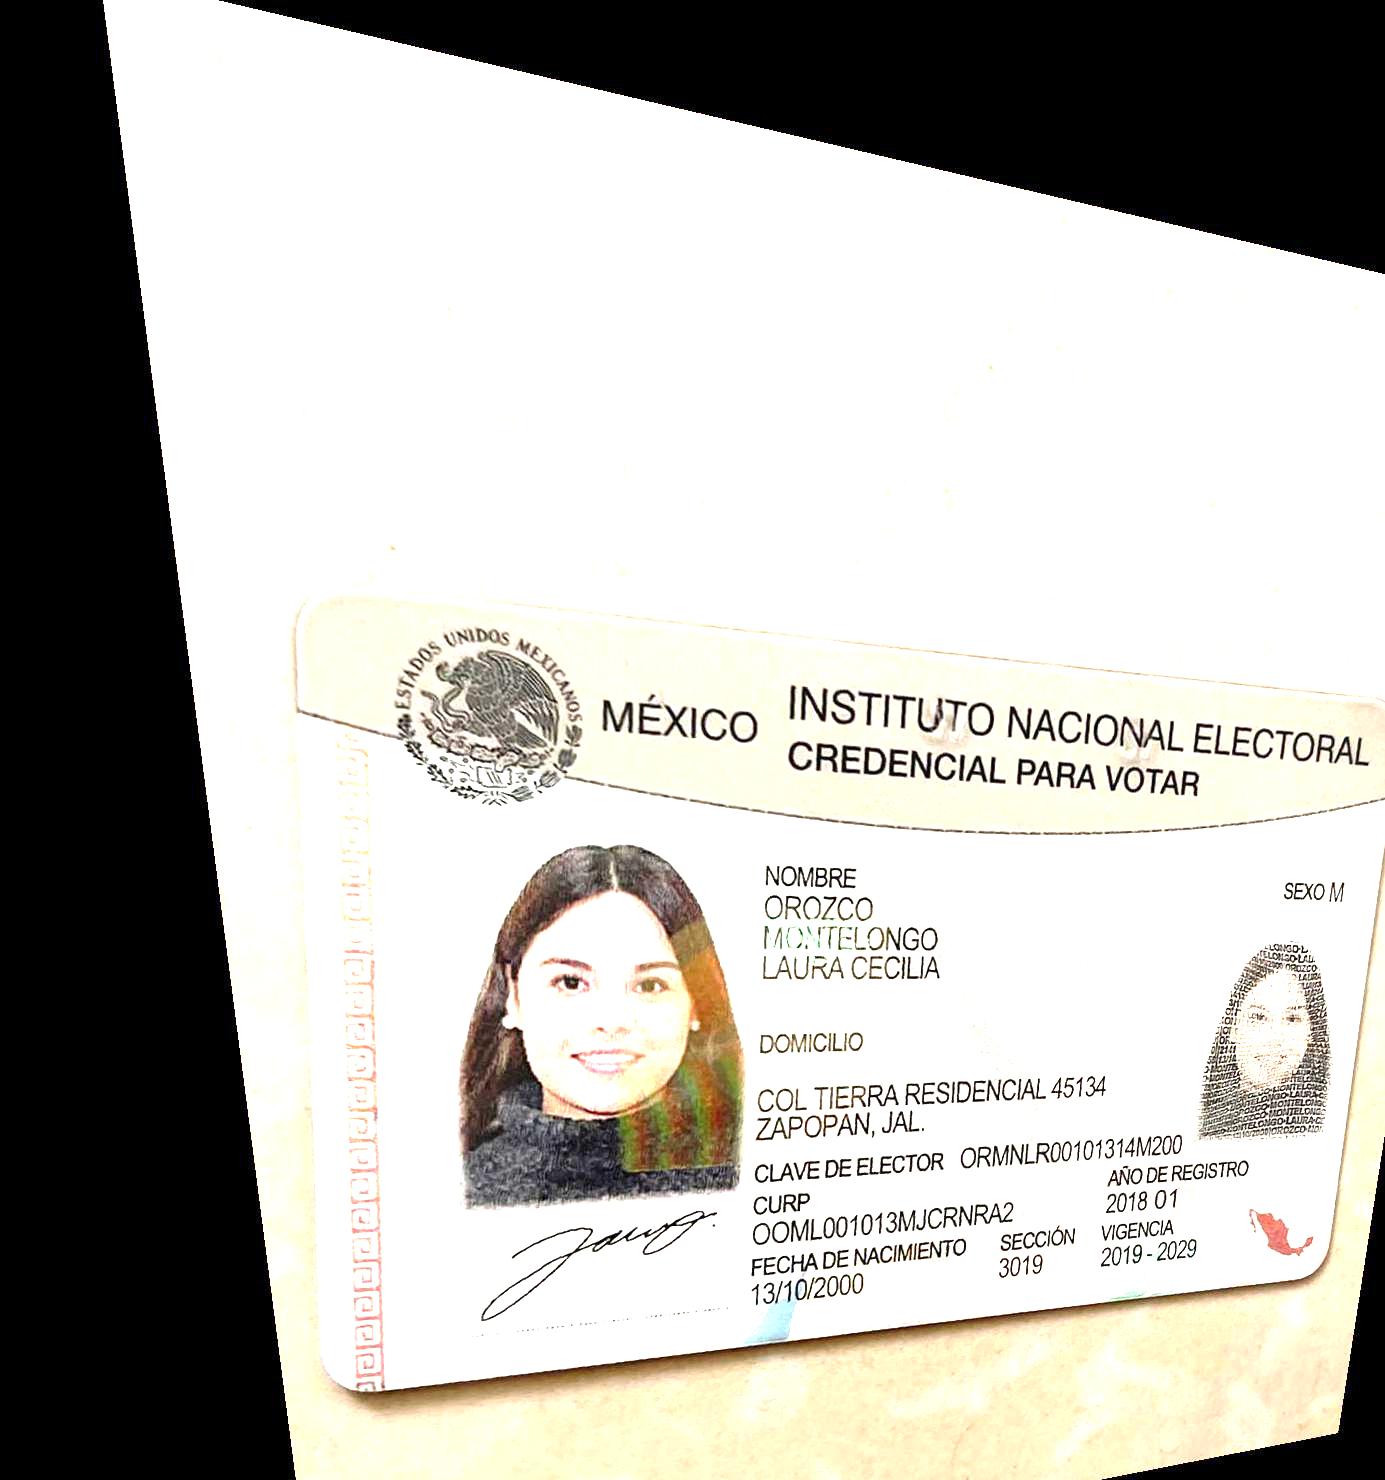 ESTADOS UNIDOS MEXICANOS
MÉXICO
INSTITUTO NACIONAL ELECTORAL
CREDENCIAL PARA VOTAR
NOMBRE
OROZCO
MONTELONGO
LAURA CECILIA
SEXO M
DOMICILIO
COL TIERRA RESIDENCIAL 45134
ZAPOPAN, JAL.
CLAVE DE ELECTOR ORMNLR00101314M200
CURP
OOML001013MJCRNRA2
AÑO DE REGISTRO
2018 01
FECHA DE NACIMIENTO
13/10/2000
SECCIÓN
3019
VIGENCIA
2019 - 2029